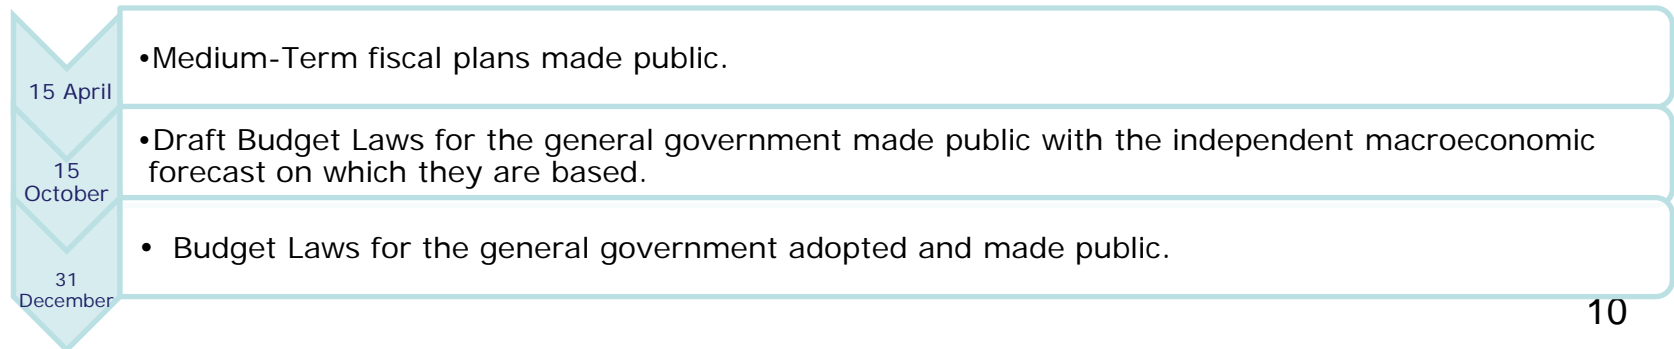 15 April
•Medium-Term fiscal plans made public.
15
October
•Draft Budget Laws for the general government made public with the independent macroeconomic
forecast on which they are based.
31
December
• Budget Laws for the general government adopted and made public.
10